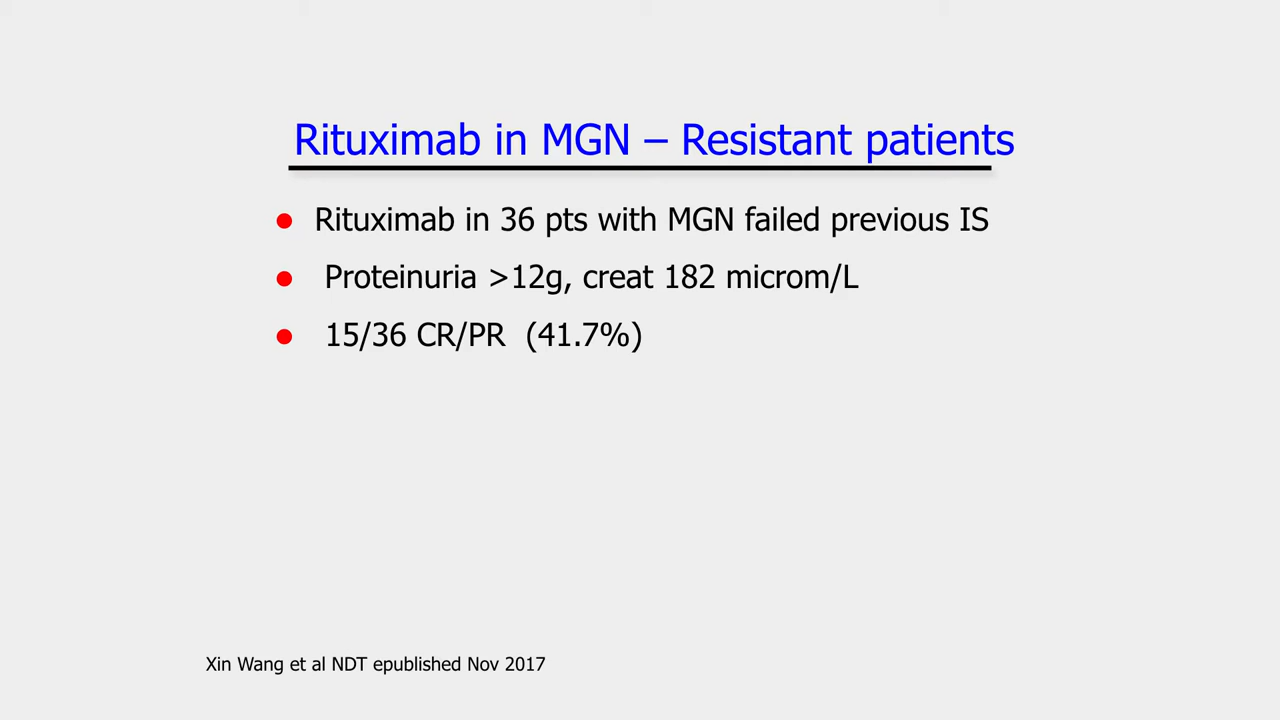 Rituximab in MGN – Resistant patients
Rituximab in 36 pts with MGN failed previous IS
Proteinuria >12g, creat 182 microm/L
15/36 CR/PR (41.7%)
Xin Wang et al NDT epublished Nov 2017